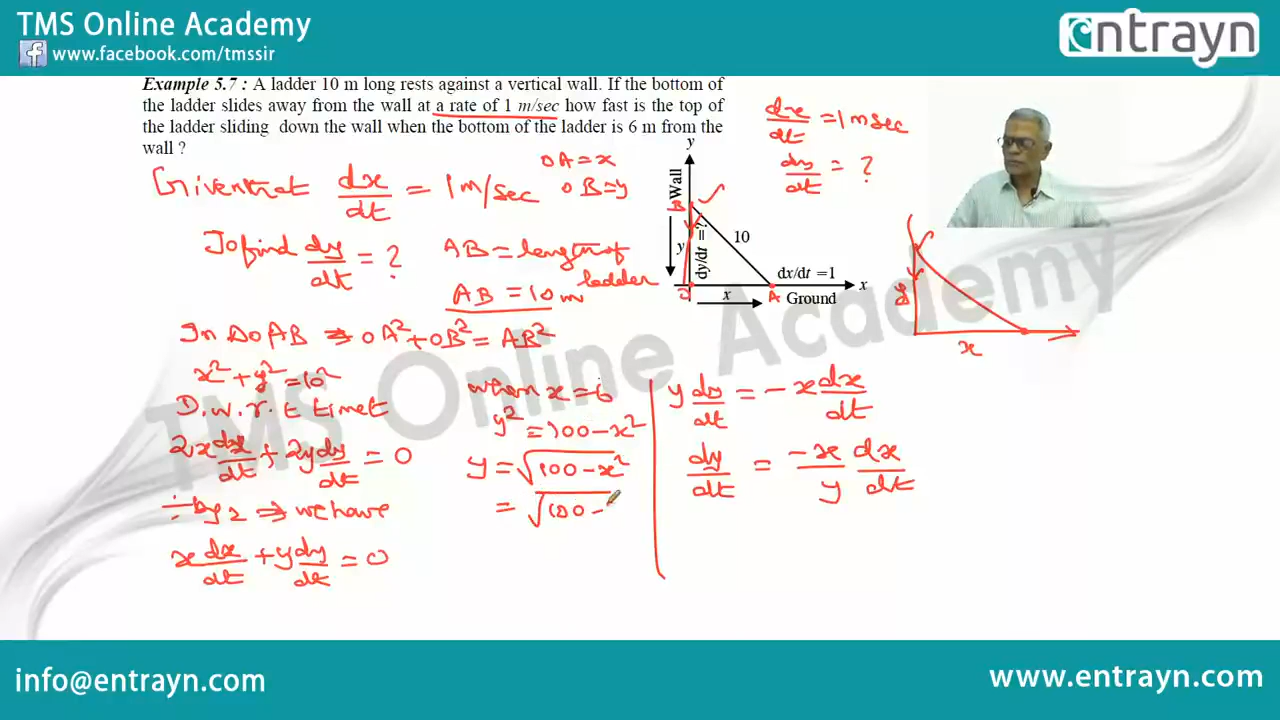 TMS Online Academy
www.facebook.com/tmssir
entrayn
Example 5.7 : A ladder 10 m long rests against a vertical wall. If the bottom of
the ladder slides away from the wall at a rate of 1 m/sec how fast is the top of
the ladder sliding down the wall when the bottom of the ladder is 6 m from the
wall ?
Given that dx/dt = 1 m/sec
OA = x
OB = y
To find dy/dt = ?
AB = length of
ladder
AB = 10 m
In ΔOAB ⇒ OA² + OB² = AB²
x² + y² = 10²
D.w.r.t time t
2x dx/dt + 2y dy/dt = 0
÷ by 2 ⇒ we have
x dx/dt + y dy/dt = 0
when x = 6
y² = 100 - x²
y = √100 - x²
= √100 -
y
Wall
B
y
dy/dt = ?
10
dx/dt =1
x
O
x
A
Ground
dx/dt = 1 m sec
dy/dt = ?
y
x
y dy/dt = - x dx/dt
dy/dt = -x/y dx/dt
TMS Online Academy
info@entrayn.com
www.entrayn.com